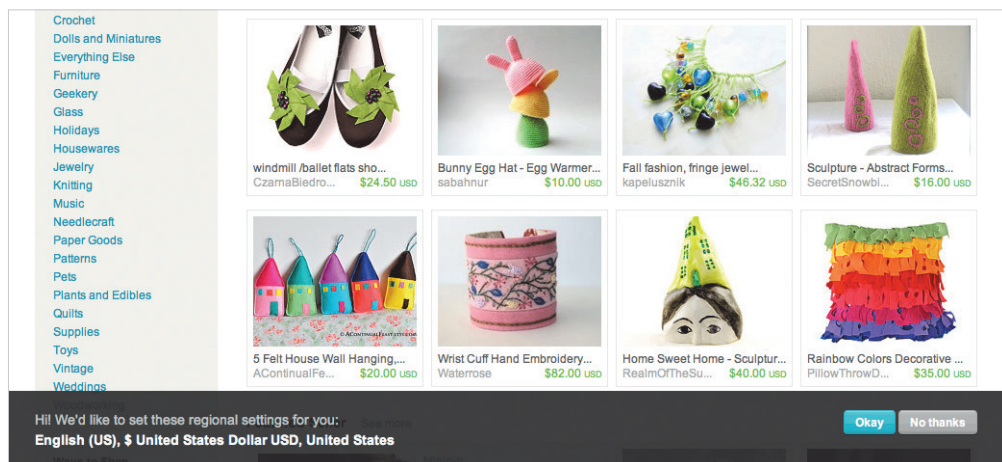 Crochet
Dolls and Miniatures
Everything Else
Furniture
Geekery
Glass
Holidays
Housewares
Jewelry
Knitting
Music
Needlecraft
Paper Goods
Patterns
Pets
Plants and Edibles
Quilts
Supplies
Toys
Vintage
Weddings
windmill /ballet flats sho...
CzarnaBiedro... $24.50 USD
Bunny Egg Hat - Egg Warmer...
sabahnur $10.00 USD
Fall fashion, fringe jewel...
kapelusznik $46.32 USD
Sculpture - Abstract Forms...
SecretSnowbi... $16.00 USD
© AContinualFeast.etsy.com
5 Felt House Wall Hanging,...
AContinualFe... $20.00 USD
Wrist Cuff Hand Embroidery...
Waterrose $82.00 USD
Home Sweet Home - Sculptur...
RealmOfTheSu... $40.00 USD
Rainbow Colors Decorative ...
PillowThrowD... $35.00 USD
See more
Hi! We'd like to set these regional settings for you:
English (US), $ United States Dollar USD, United States
Okay
No thanks